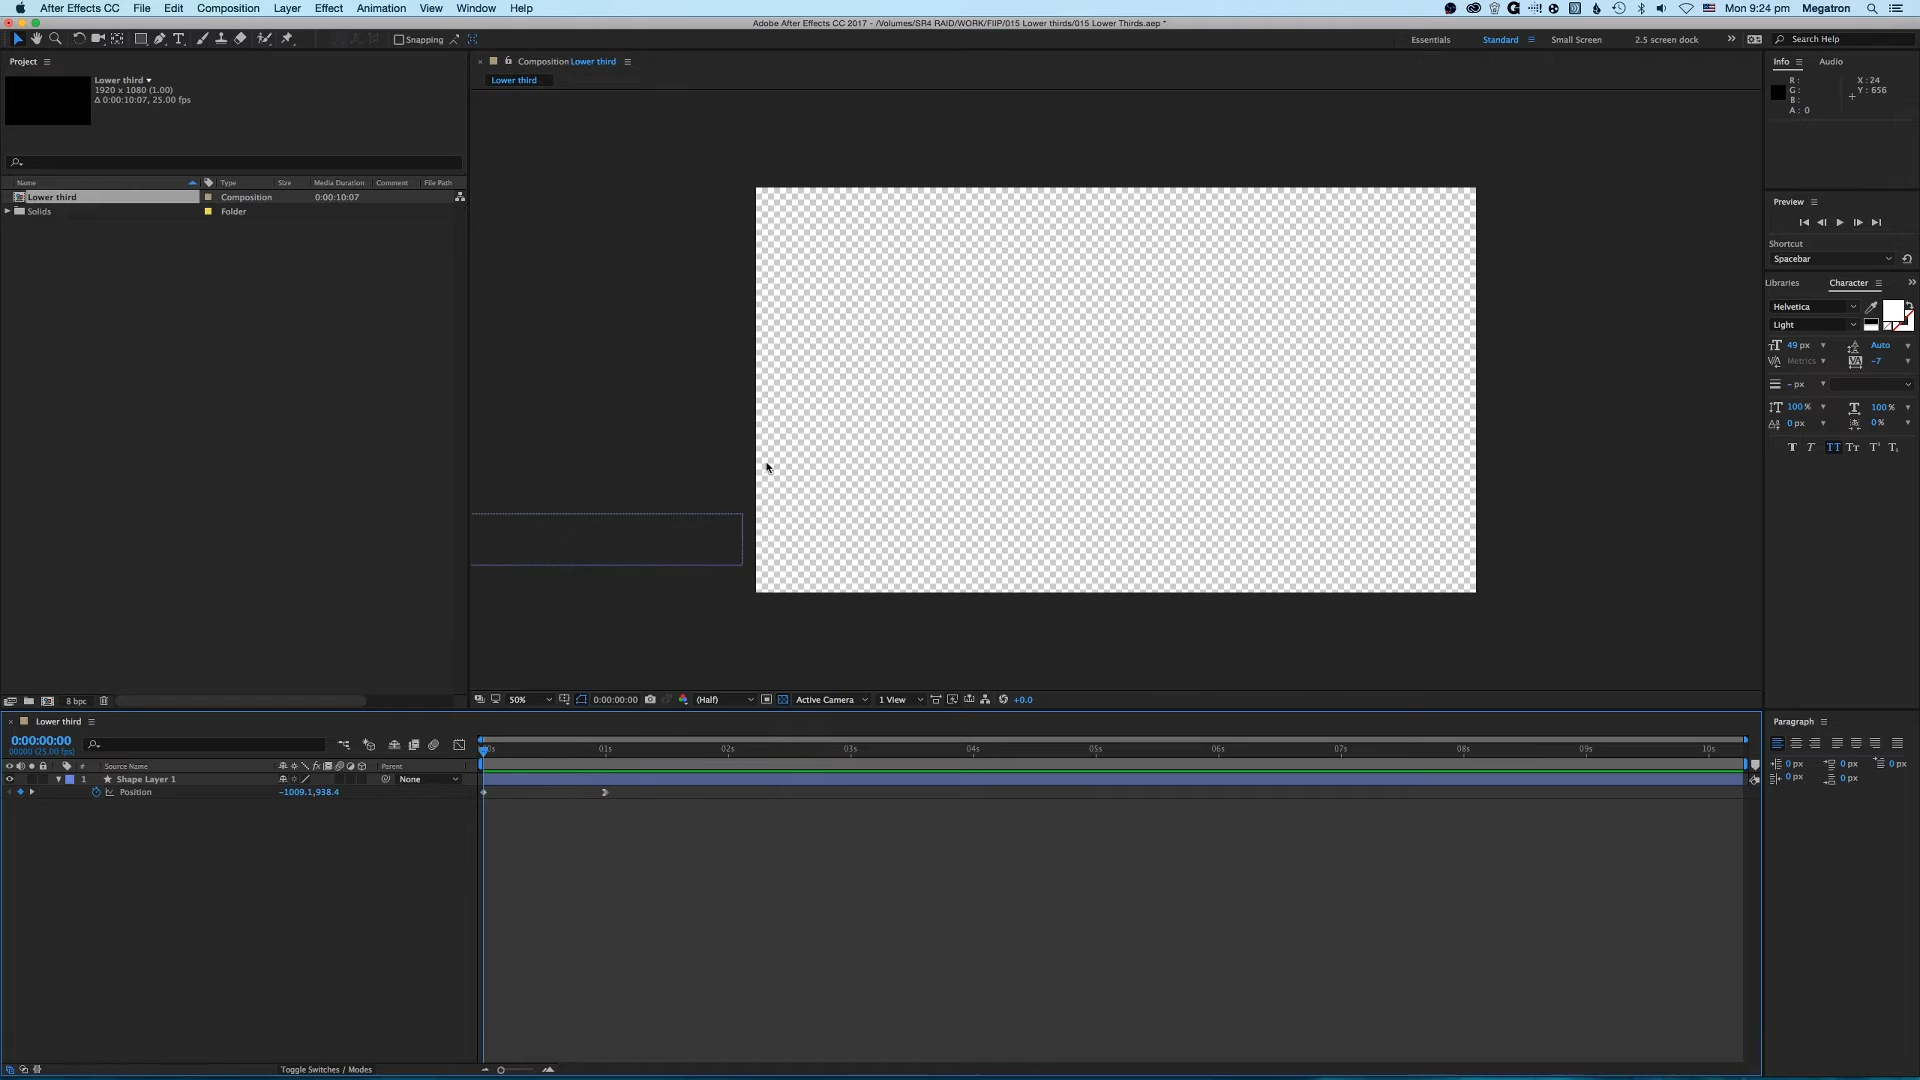 After Effects CC File Edit Composition Layer Effect Animation View Window Help Mon 9:24 pm Megatron
Adobe After Effects CC 2017 - /Volumes/SR4 RAID/WORK/FIIP/015 Lower thirds/015 Lower Thirds.aep *
Snapping Essentials Standard Small Screen 2.5 screen dock Search Help
Project
Lower third
1920 x 1080 (1.00)
Δ 0:00:10:07, 25.00 fps
Name Type Size Media Duration Comment File Path
Lower third Composition 0:00:10:07
Solids Folder
8 bpc
Composition Lower third
Lower third
50% 0:00:00:00 (Half) Active Camera 1 View +0.0
Info Audio
R :
G :
B :
A : 0
X : 24
Y : 656
Preview
Shortcut
Spacebar
Libraries Character
Helvetica
Light
49 px Auto
Metrics -7
- px
100 % 100 %
0 px 0 %
T T TT Tr T¹ T₁
Lower third
0:00:00:00
00000 (25.00 fps)
:00s 01s 02s 03s 04s 05s 06s 07s 08s 09s 10s
# Source Name Parent
1 Shape Layer 1 None
Position -1009.1,938.4
Toggle Switches / Modes
Paragraph
0 px 0 px 0 px
0 px 0 px